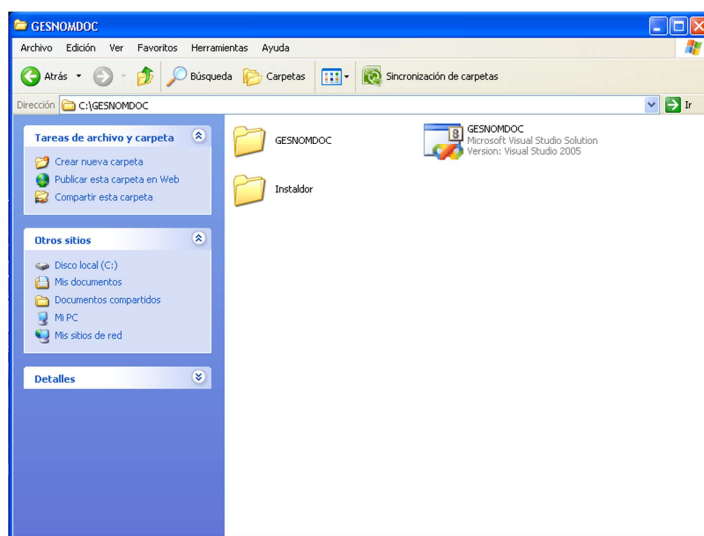 GESNOMDOC
Archivo Edición Ver Favoritos Herramientas Ayuda
Atrás Búsqueda Carpetas Sincronización de carpetas
Dirección C:\GESNOMDOC Ir
Tareas de archivo y carpeta
Crear nueva carpeta
Publicar esta carpeta en Web
Compartir esta carpeta
Otros sitios
Disco local (C:)
Mis documentos
Documentos compartidos
Mi PC
Mis sitios de red
Detalles
GESNOMDOC
GESNOMDOC
Microsoft Visual Studio Solution
Version: Visual Studio 2005
Instaldor